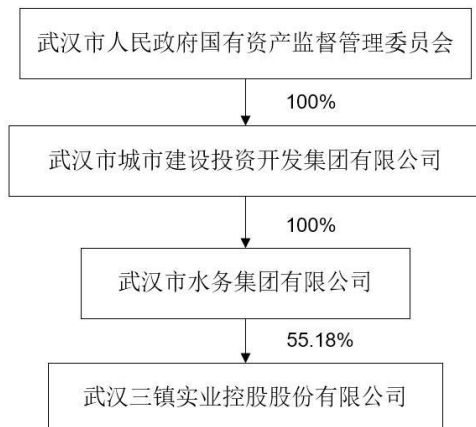 武汉市人民政府国有资产监督管理委员会
100%
武汉市城市建设投资开发集团有限公司
100%
武汉市水务集团有限公司
55.18%
武汉三镇实业控股股份有限公司